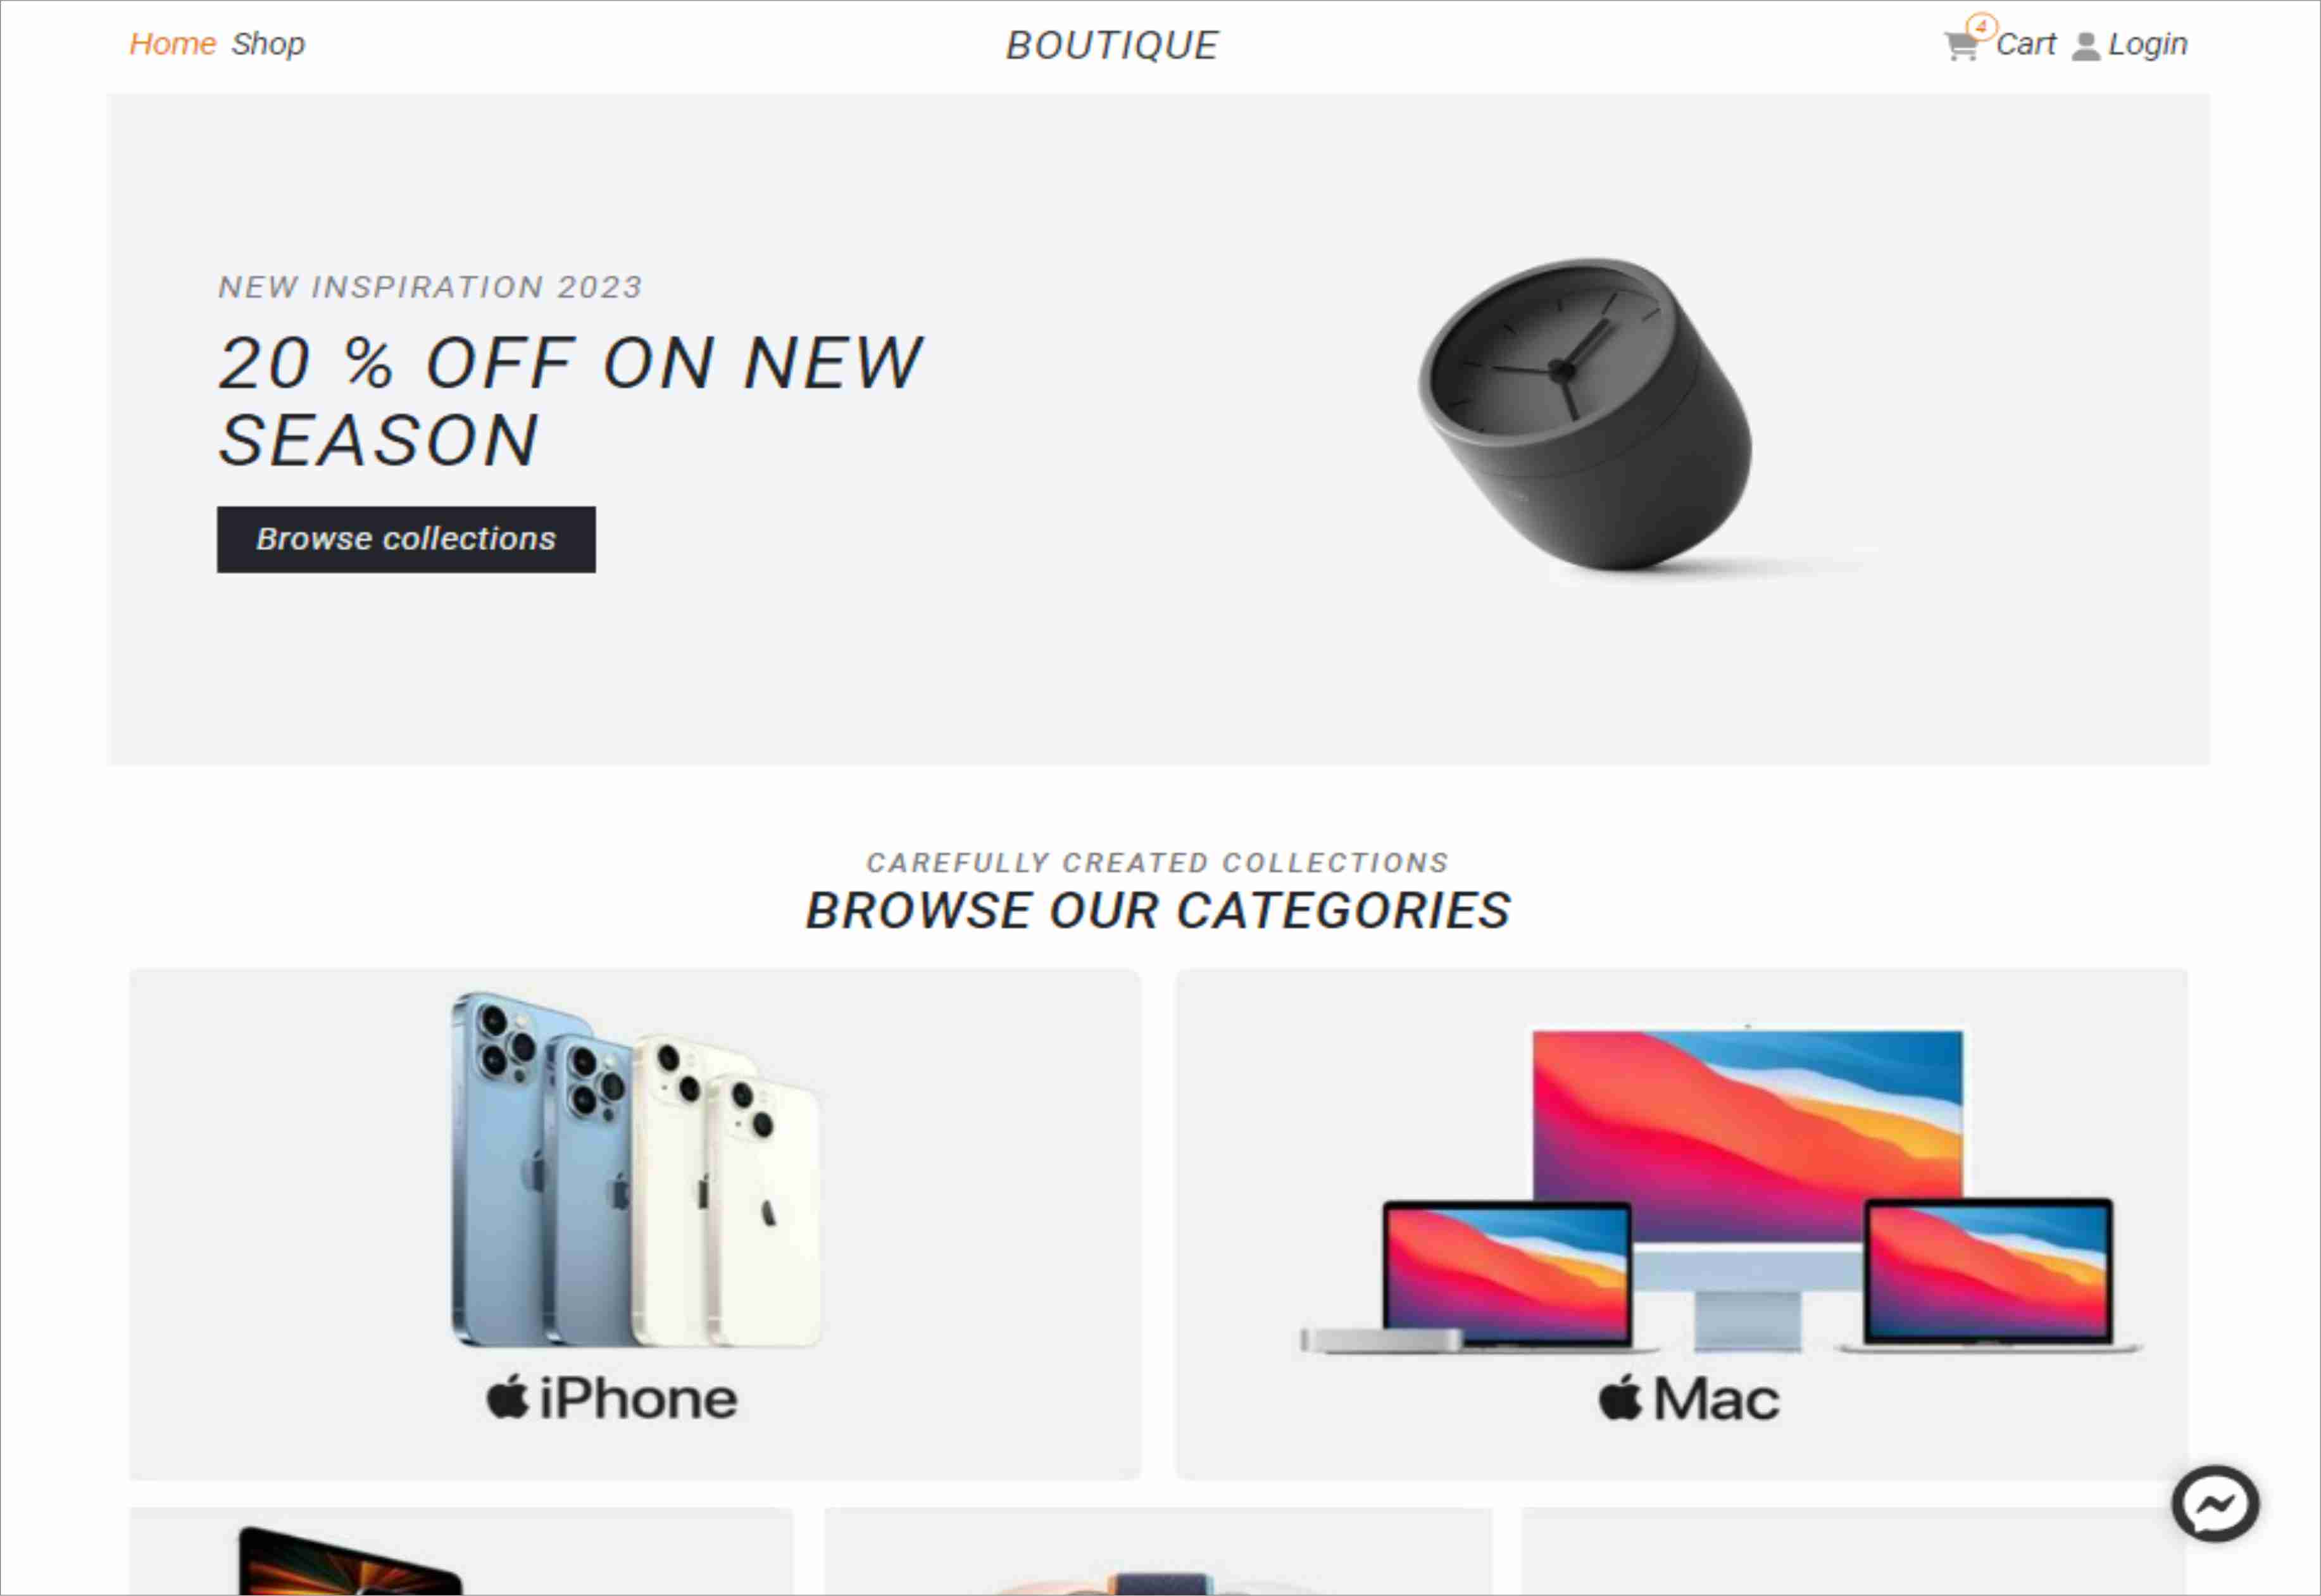 Home Shop BOUTIQUE 4 Cart Login
NEW INSPIRATION 2023
20 % OFF ON NEW
SEASON
Browse collections
CAREFULLY CREATED COLLECTIONS
BROWSE OUR CATEGORIES
iPhone
Mac